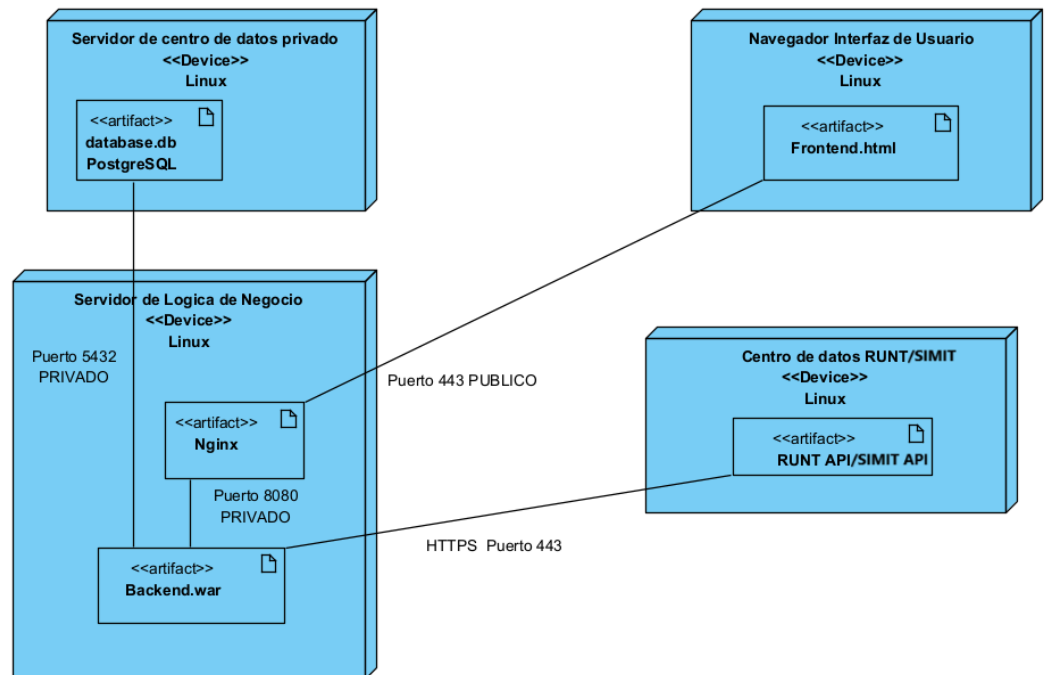 Servidor de centro de datos privado
<<Device>>
Linux
<<artifact>>
database.db
PostgreSQL
Navegador Interfaz de Usuario
<<Device>>
Linux
<<artifact>>
Frontend.html
Servidor de Logica de Negocio
<<Device>>
Linux
Puerto 5432
PRIVADO
<<artifact>>
Nginx
Puerto 8080
PRIVADO
<<artifact>>
Backend.war
Puerto 443 PUBLICO
HTTPS  Puerto 443
Centro de datos RUNT/SIMIT
<<Device>>
Linux
<<artifact>>
RUNT API/SIMIT API